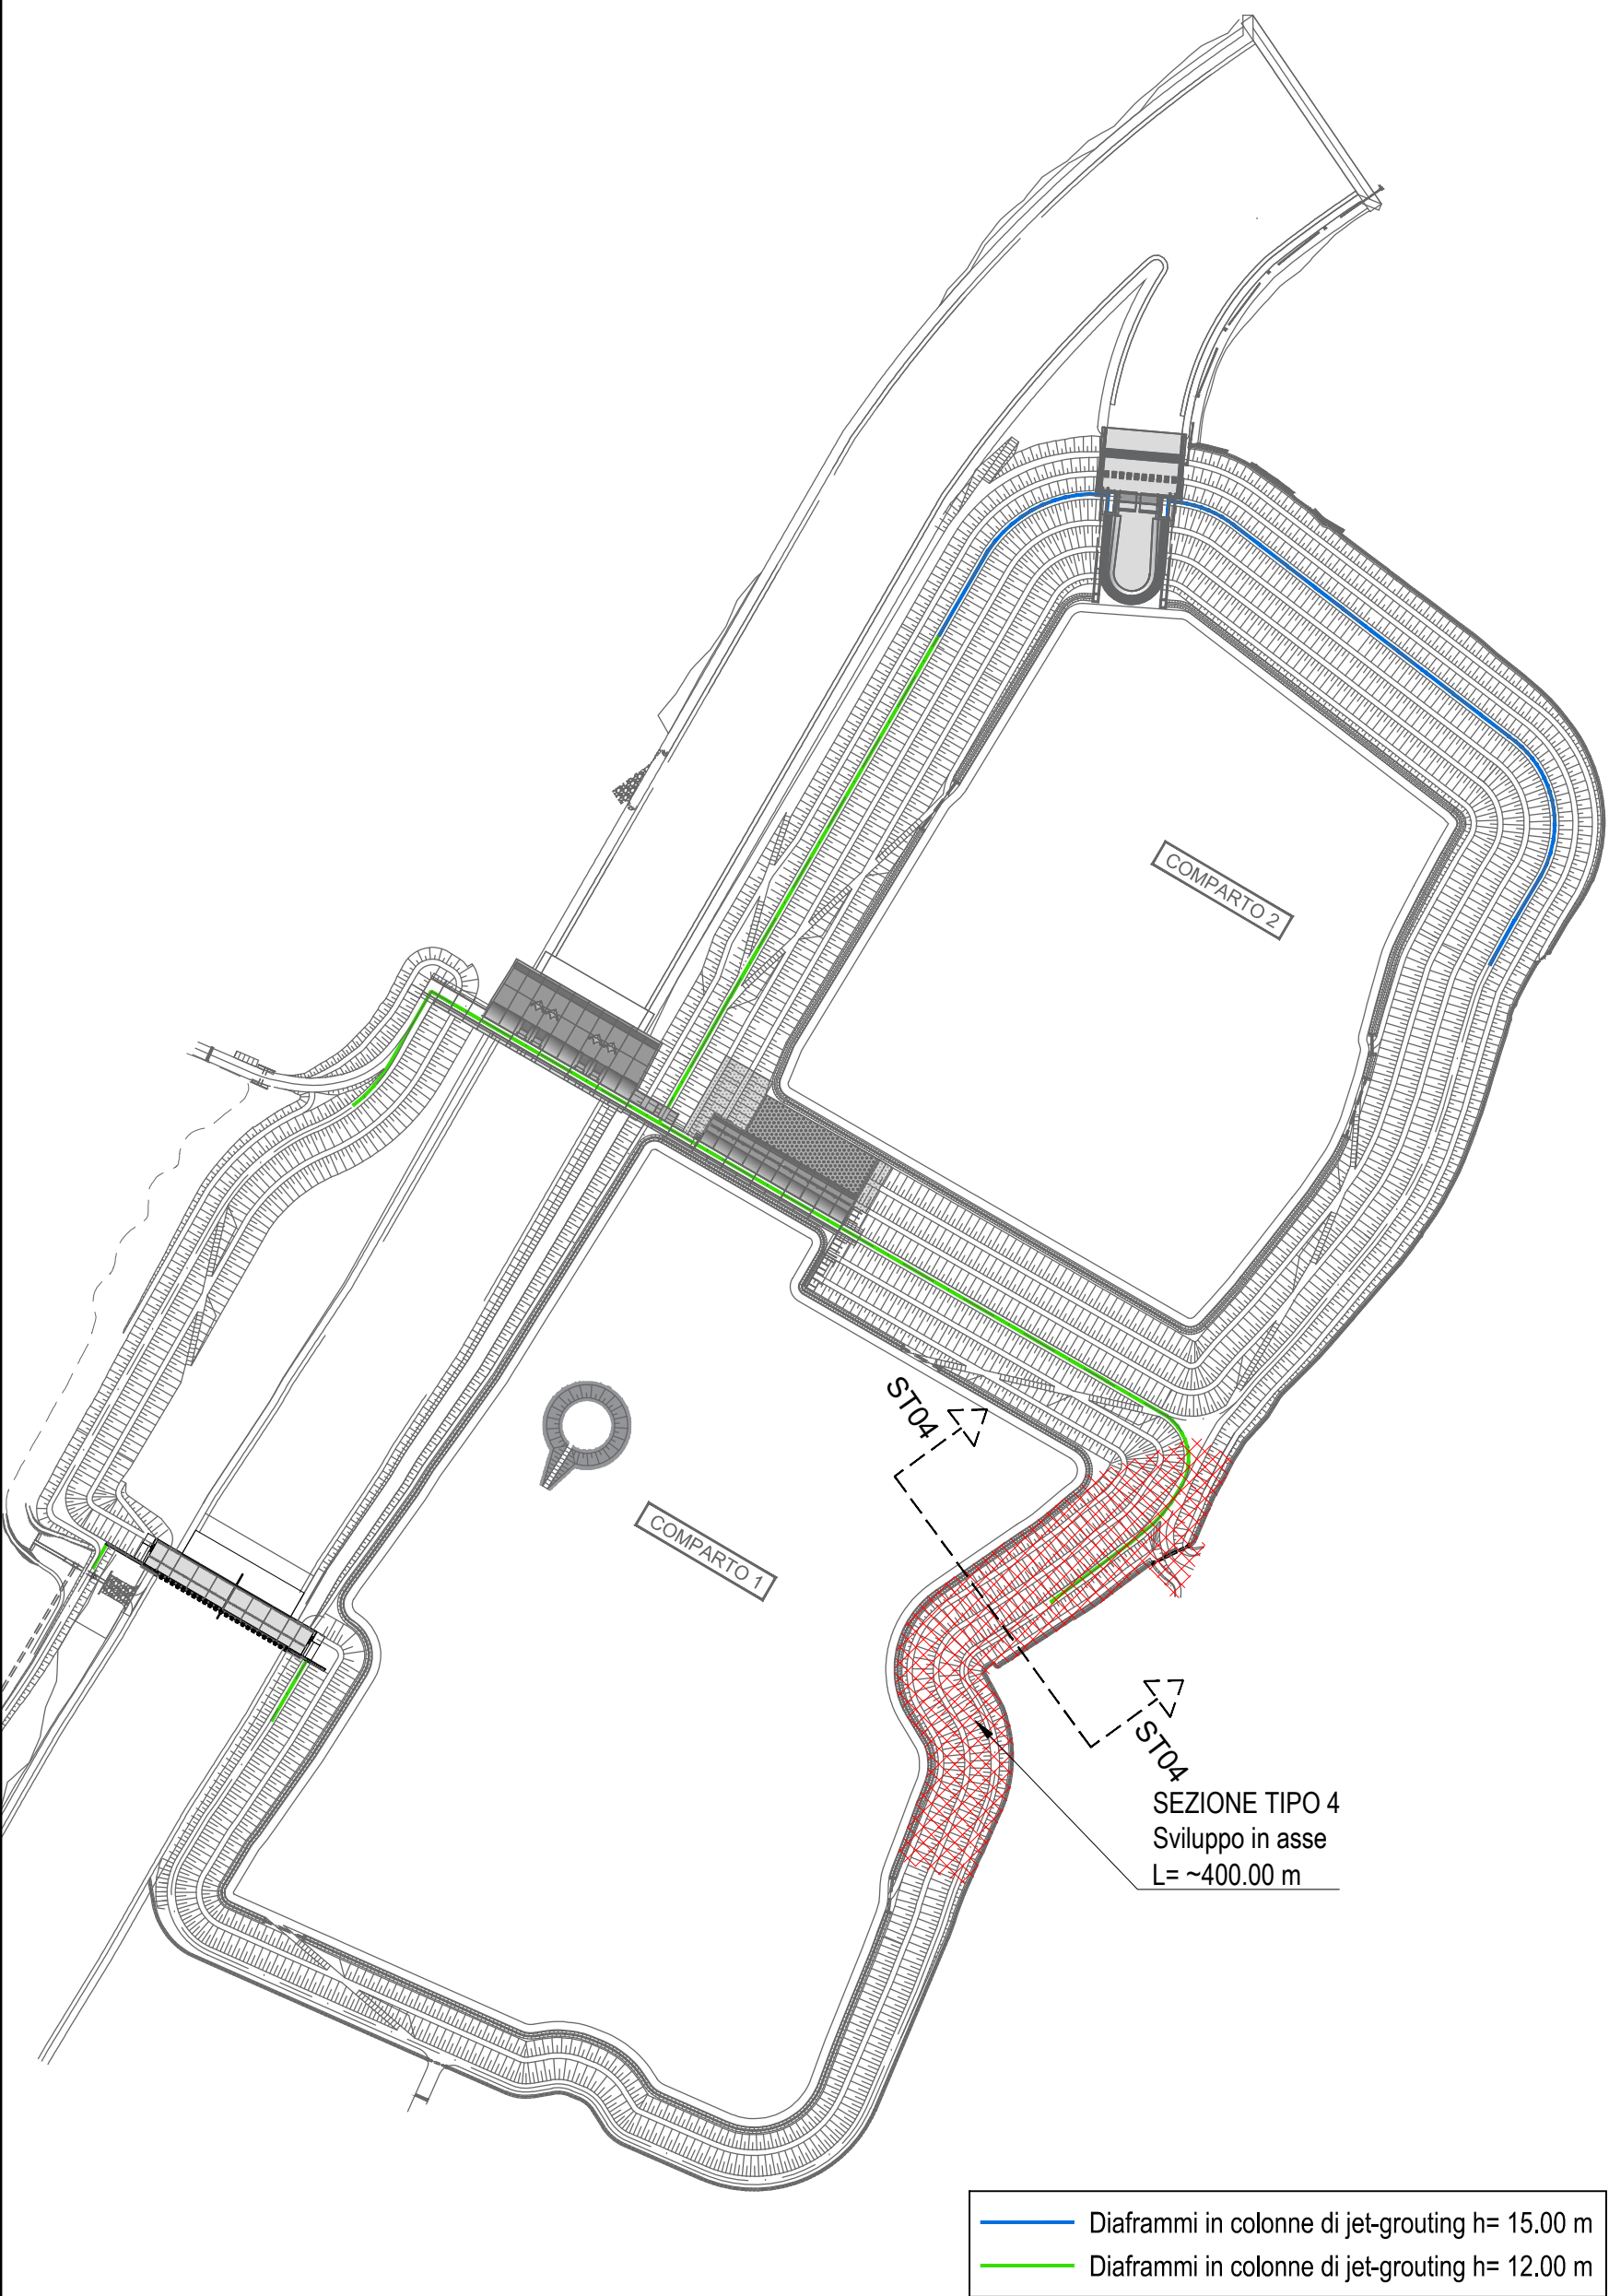 COMPARTO 2
ST04
COMPARTO 1
ST04
SEZIONE TIPO 4
Sviluppo in asse
L= ~400.00 m
Diaframmi in colonne di jet-grouting h= 15.00 m
Diaframmi in colonne di jet-grouting h= 12.00 m